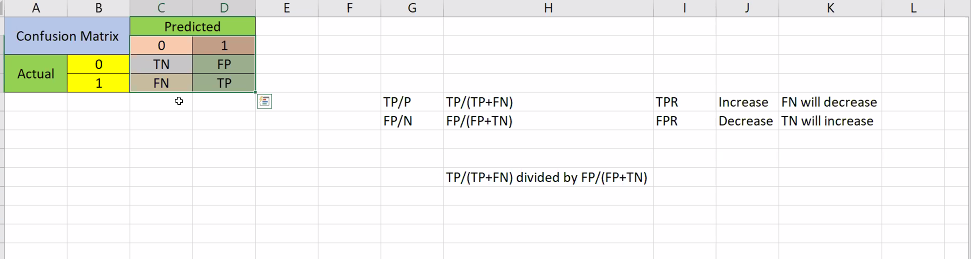 A B C D E F G H I J K L
Confusion Matrix Predicted
0 1
Actual 0 TN FP
1 FN TP
TP/P TP/(TP+FN) TPR Increase FN will decrease
FP/N FP/(FP+TN) FPR Decrease TN will increase
TP/(TP+FN) divided by FP/(FP+TN)